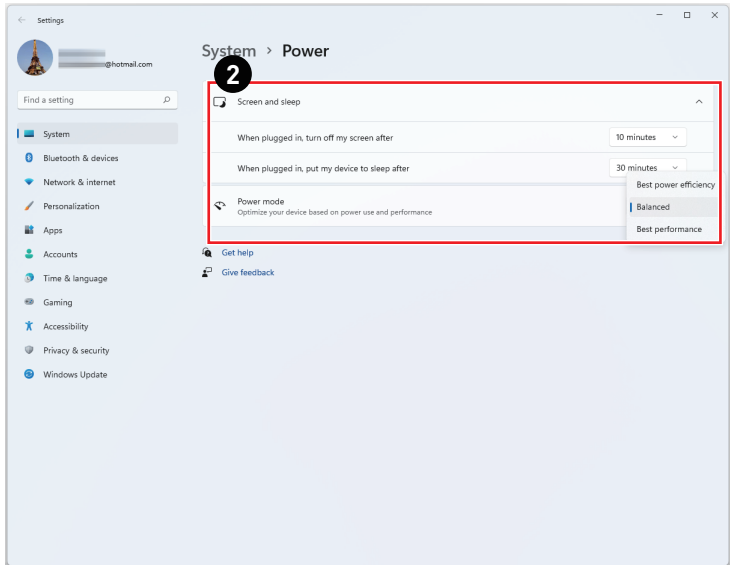 Settings
@hotmail.com
System > Power
2
Find a setting
Screen and sleep
System
When plugged in, turn off my screen after 10 minutes
Bluetooth & devices
When plugged in, put my device to sleep after 30 minutes
Network & internet
Best power efficiency
Personalization
Power mode
Optimize your device based on power use and performance
Balanced
Apps
Best performance
Accounts
Get help
Time & language
Give feedback
Gaming
Accessibility
Privacy & security
Windows Update